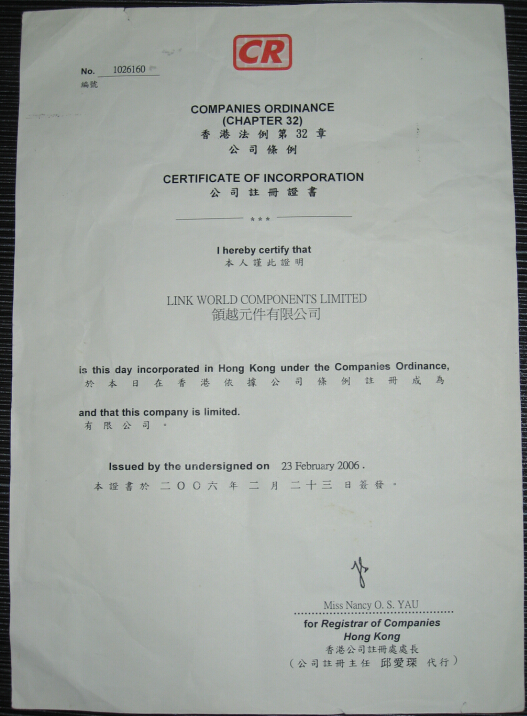 CR
No. 1026160
編號
COMPANIES ORDINANCE
(CHAPTER 32)
香港法例第32章
公司條例
CERTIFICATE OF INCORPORATION
公司註冊證書
***
I hereby certify that
本人謹此證明
LINK WORLD COMPONENTS LIMITED
領越元件有限公司
is this day incorporated in Hong Kong under the Companies Ordinance,
於本日在香港依據公司條例註冊成為
and that this company is limited.
有限公司。
Issued by the undersigned on 23 February 2006.
本證書於二〇〇六年二月二十三日簽發。
Miss Nancy O. S. YAU
for Registrar of Companies
Hong Kong
香港公司註冊處處長
(公司註冊主任 邱愛琛 代行)